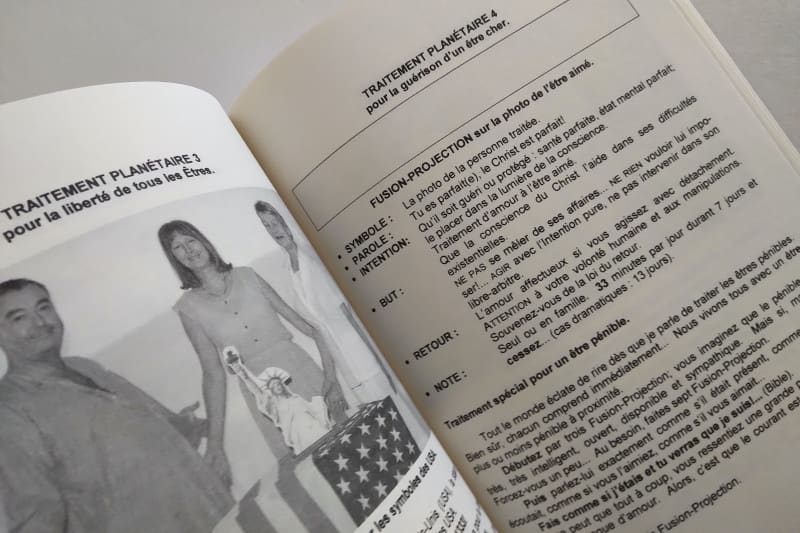 TRAITEMENT PLANÉTAIRE 3
pour la liberté de tous les Êtres.
r les symboles des USA
-Unis (USA)
es USA
TRAITEMENT PLANÉTAIRE 4
pour la guérison d'un être cher.
FUSION-PROJECTION sur la photo de l'être aimé.
• SYMBOLE : La photo de la personne traitée.
• PAROLE : Tu es parfait(e), le Christ est parfait!
• INTENTION: Qu'il soit guéri ou protégé : santé parfaite, état mental parfait;
le placer dans la lumière de la conscience.
Traitement d'amour à l'être aimé.
• BUT : Que la conscience du Christ l'aide dans ses difficultés
existentielles
NE PAS se mêler de ses affaires... NE RIEN vouloir lui impo-
ser!... AGIR avec l'Intention pure, ne pas intervenir dans son
libre-arbitre.
• RETOUR : L'amour affectueux si vous agissez avec détachement.
ATTENTION à votre volonté humaine et aux manipulations.
Souvenez-vous de la loi du retour.
• NOTE : Seul ou en famille. 33 minutes par jour durant 7 jours et
cessez... (cas dramatiques : 13 jours).
Traitement spécial pour un être pénible.
Tout le monde éclate de rire dès que je parle de traiter les êtres pénibles.
Bien sûr, chacun comprend immédiatement... Nous vivons tous avec un être
plus ou moins pénible à proximité.
Débutez par trois Fusion-Projection; vous imaginez que le pénible
très, très intelligent, ouvert, disponible et sympathique. Mais si, m
Forcez-vous un peu... Au besoin, faites sept Fusion-Projection.
Puis parlez-lui exactement comme s'il était présent, comme
écoutait, comme si vous l'aimiez, comme s'il vous aimait...
Fais comme si j'étais et tu verras que je suis!... (Bible).
peut que tout à coup, vous ressentiez une grande
que d'amour. Alors, c'est que le courant est
Fusion-Projection.